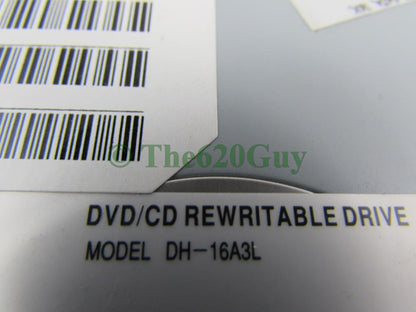 © The620Guy
DVD/CD REWRITABLE DRIVE
MODEL DH-16A3L